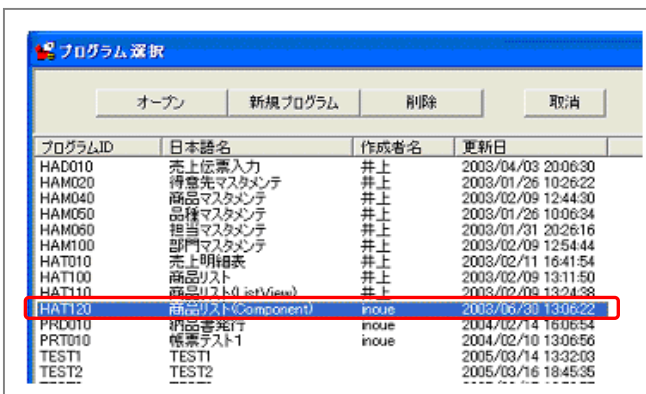 プログラム選択
オープン 新規プログラム 削除 取消
プログラムID 日本語名 作成者名 更新日
HAD010 売上伝票入力 井上 2003/04/03 20:06:30
HAM020 得意先マスタメンテ 井上 2003/01/26 10:26:22
HAM040 商品マスタメンテ 井上 2003/02/09 12:44:30
HAM050 品種マスタメンテ 井上 2003/01/26 10:06:34
HAM060 担当マスタメンテ 井上 2003/01/31 20:26:16
HAM100 部門マスタメンテ 井上 2003/02/09 12:54:44
HAT010 売上明細表 井上 2003/02/11 16:41:54
HAT100 商品リスト 井上 2003/02/09 13:11:50
HAT110 商品リスト(ListView) 井上 2003/02/09 13:24:38
HAT120 商品リスト(Component) inoue 2003/06/30 13:06:22
PRD010 納品書発行 inoue 2004/02/14 16:06:54
PRT010 帳票テスト1 inoue 2004/02/10 13:06:56
TEST1 TEST1 2005/03/14 13:32:03
TEST2 TEST2 2005/03/16 18:45:35